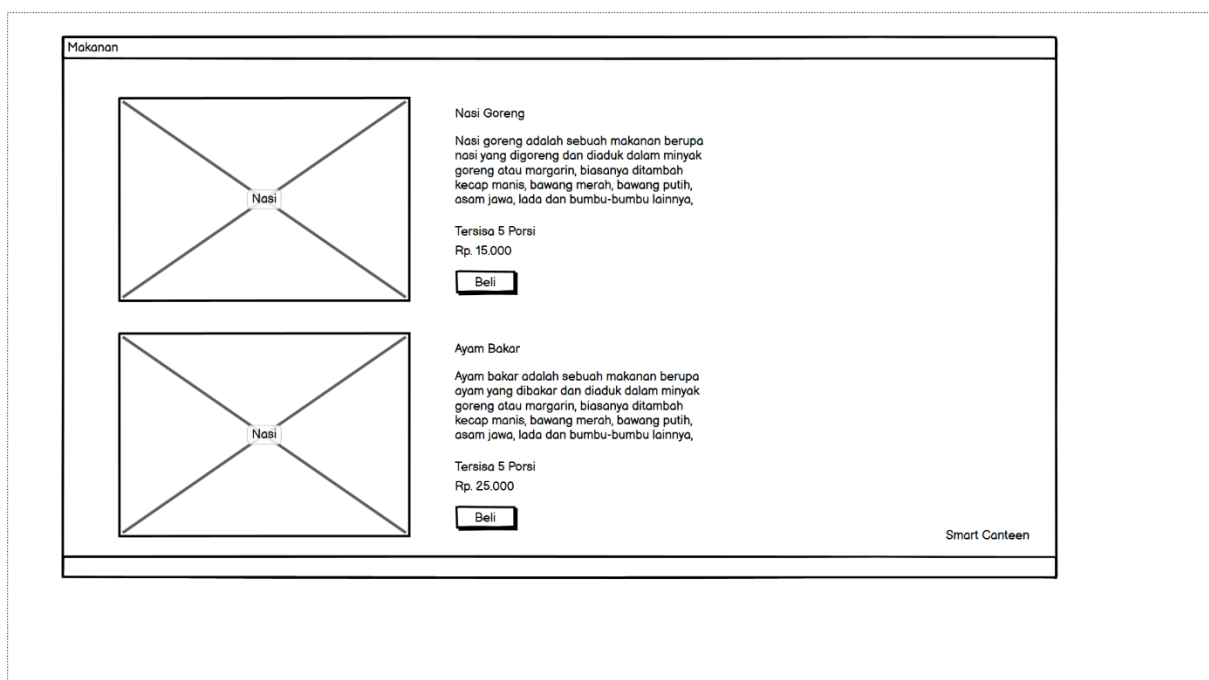 Makanan
Nasi
Nasi Goreng
Nasi goreng adalah sebuah makanan berupa
nasi yang digoreng dan diaduk dalam minyak
goreng atau margarin, biasanya ditambah
kecap manis, bawang merah, bawang putih,
asam jawa, lada dan bumbu-bumbu lainnya,
Tersisa 5 Porsi
Rp. 15.000
Beli
Nasi
Ayam Bakar
Ayam bakar adalah sebuah makanan berupa
ayam yang dibakar dan diaduk dalam minyak
goreng atau margarin, biasanya ditambah
kecap manis, bawang merah, bawang putih,
asam jawa, lada dan bumbu-bumbu lainnya,
Tersisa 5 Porsi
Rp. 25.000
Beli
Smart Canteen